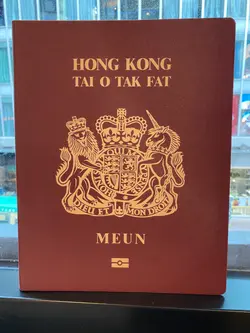 HONG KONG
TAI O TAK FAT
DIEU ET MON DROIT
MEUN